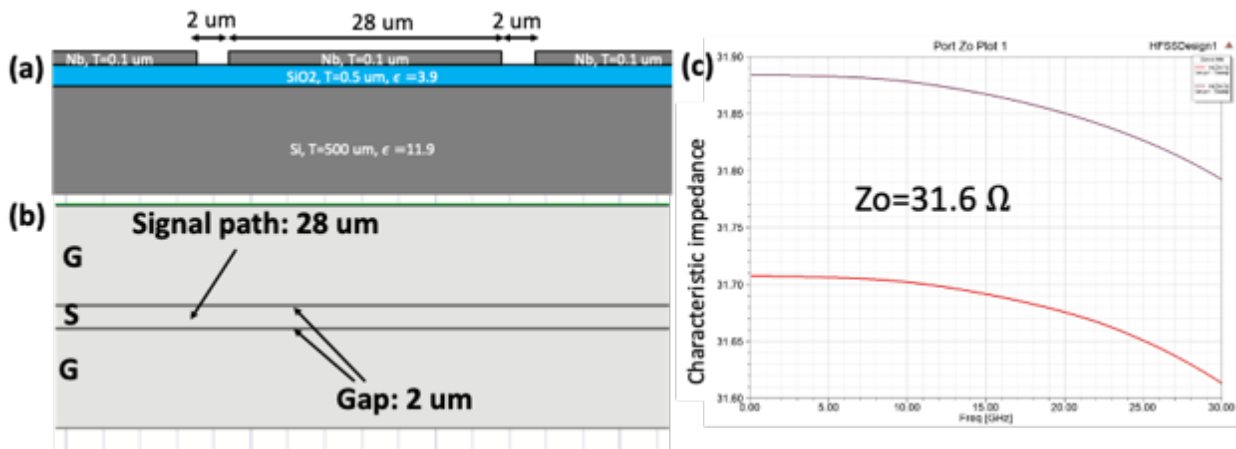 2 um 28 um 2 um
(a)
Nb, T=0.1 um Nb, T=0.1 um Nb, T=0.1 um
SiO2, T=0.5 um, ϵ =3.9
Si, T=500 um, ϵ =11.9
(b)
Signal path: 28 um
G
S
G
Gap: 2 um
(c)
Port Zo Plot 1 HFSSDesign1
Characteristic impedance
31.90
31.85
31.80
31.75
31.70
31.65
31.60
Zo=31.6 Ω
0.00 5.00 10.00 15.00 20.00 25.00 30.00
Freq [GHz]